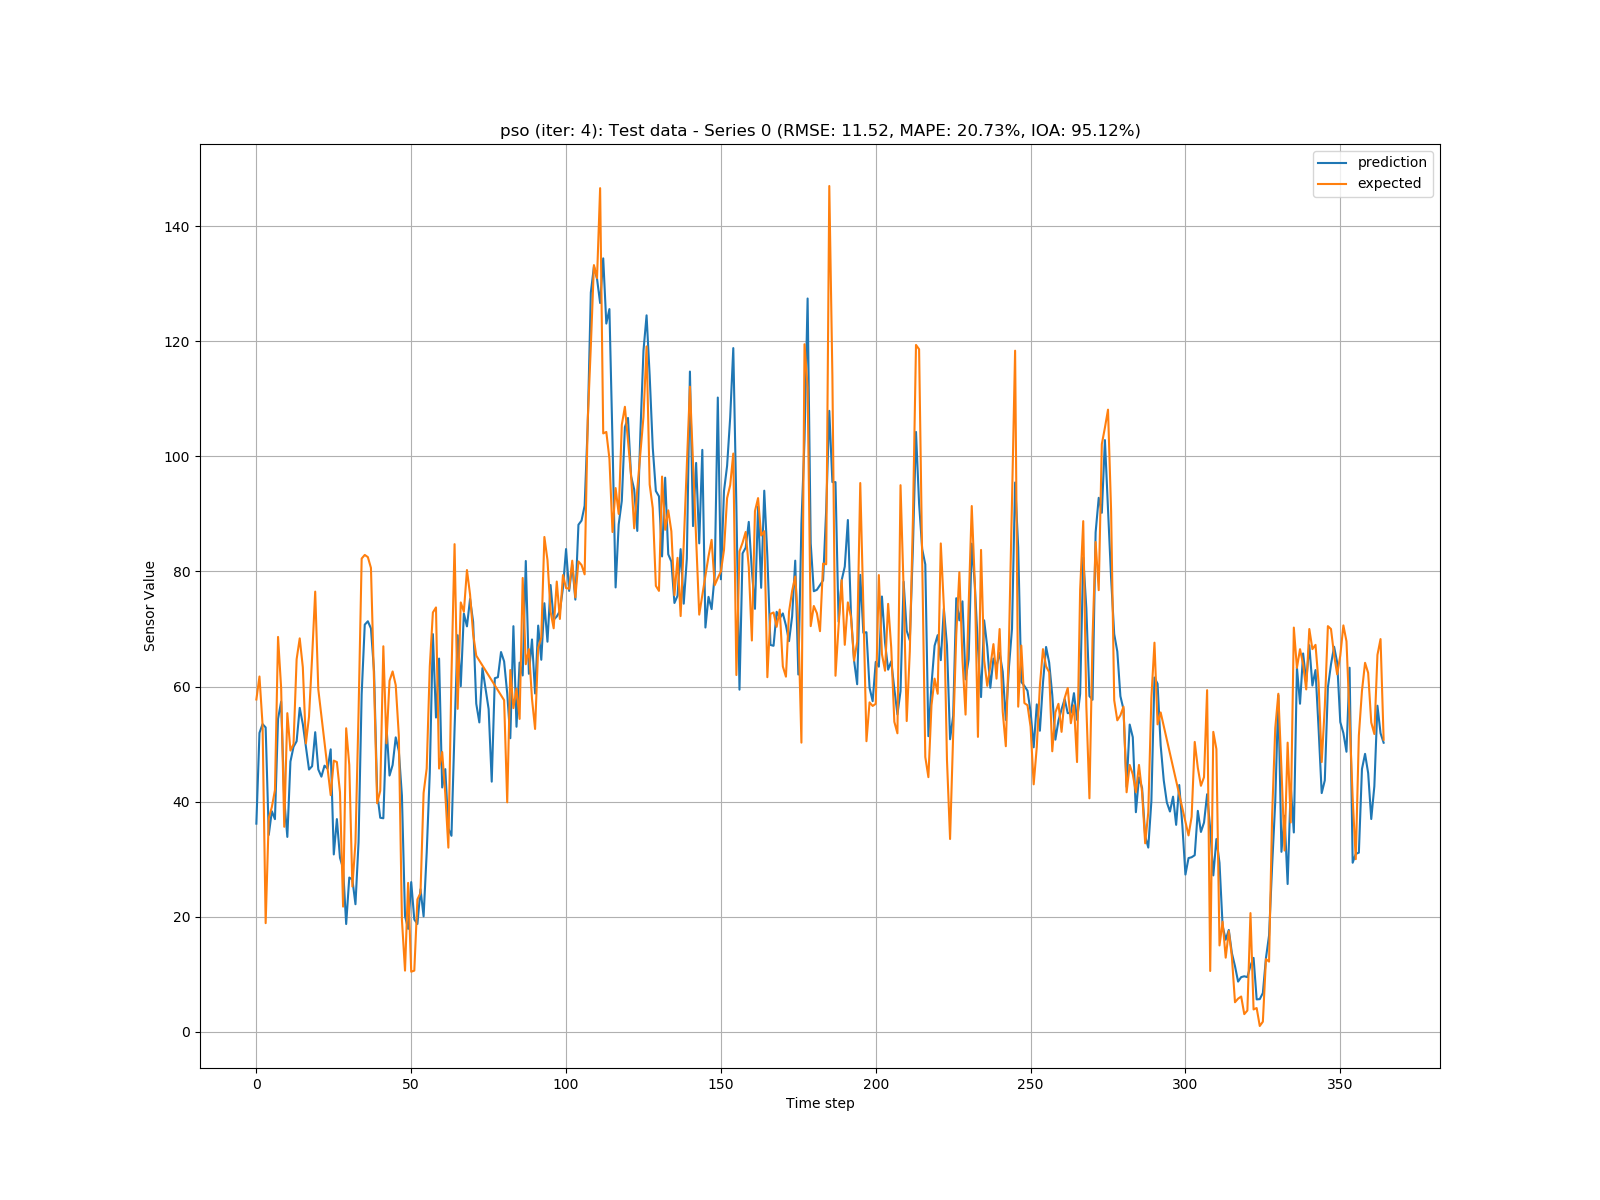 pso (iter: 4): Test data - Series 0 (RMSE: 11.52, MAPE: 20.73%, IOA: 95.12%)
prediction
expected
140
120
100
80
60
40
20
0
Sensor Value
0 50 100 150 200 250 300 350
Time step